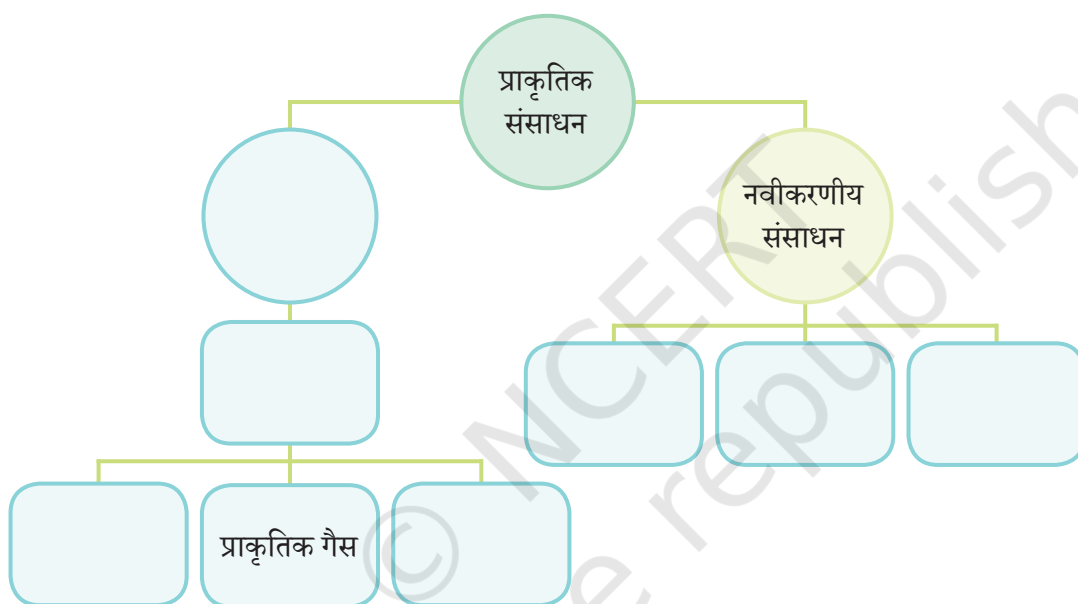 प्राकृतिक
संसाधन
नवीकरणीय
संसाधन
प्राकृतिक गैस
© NCERT
e republish